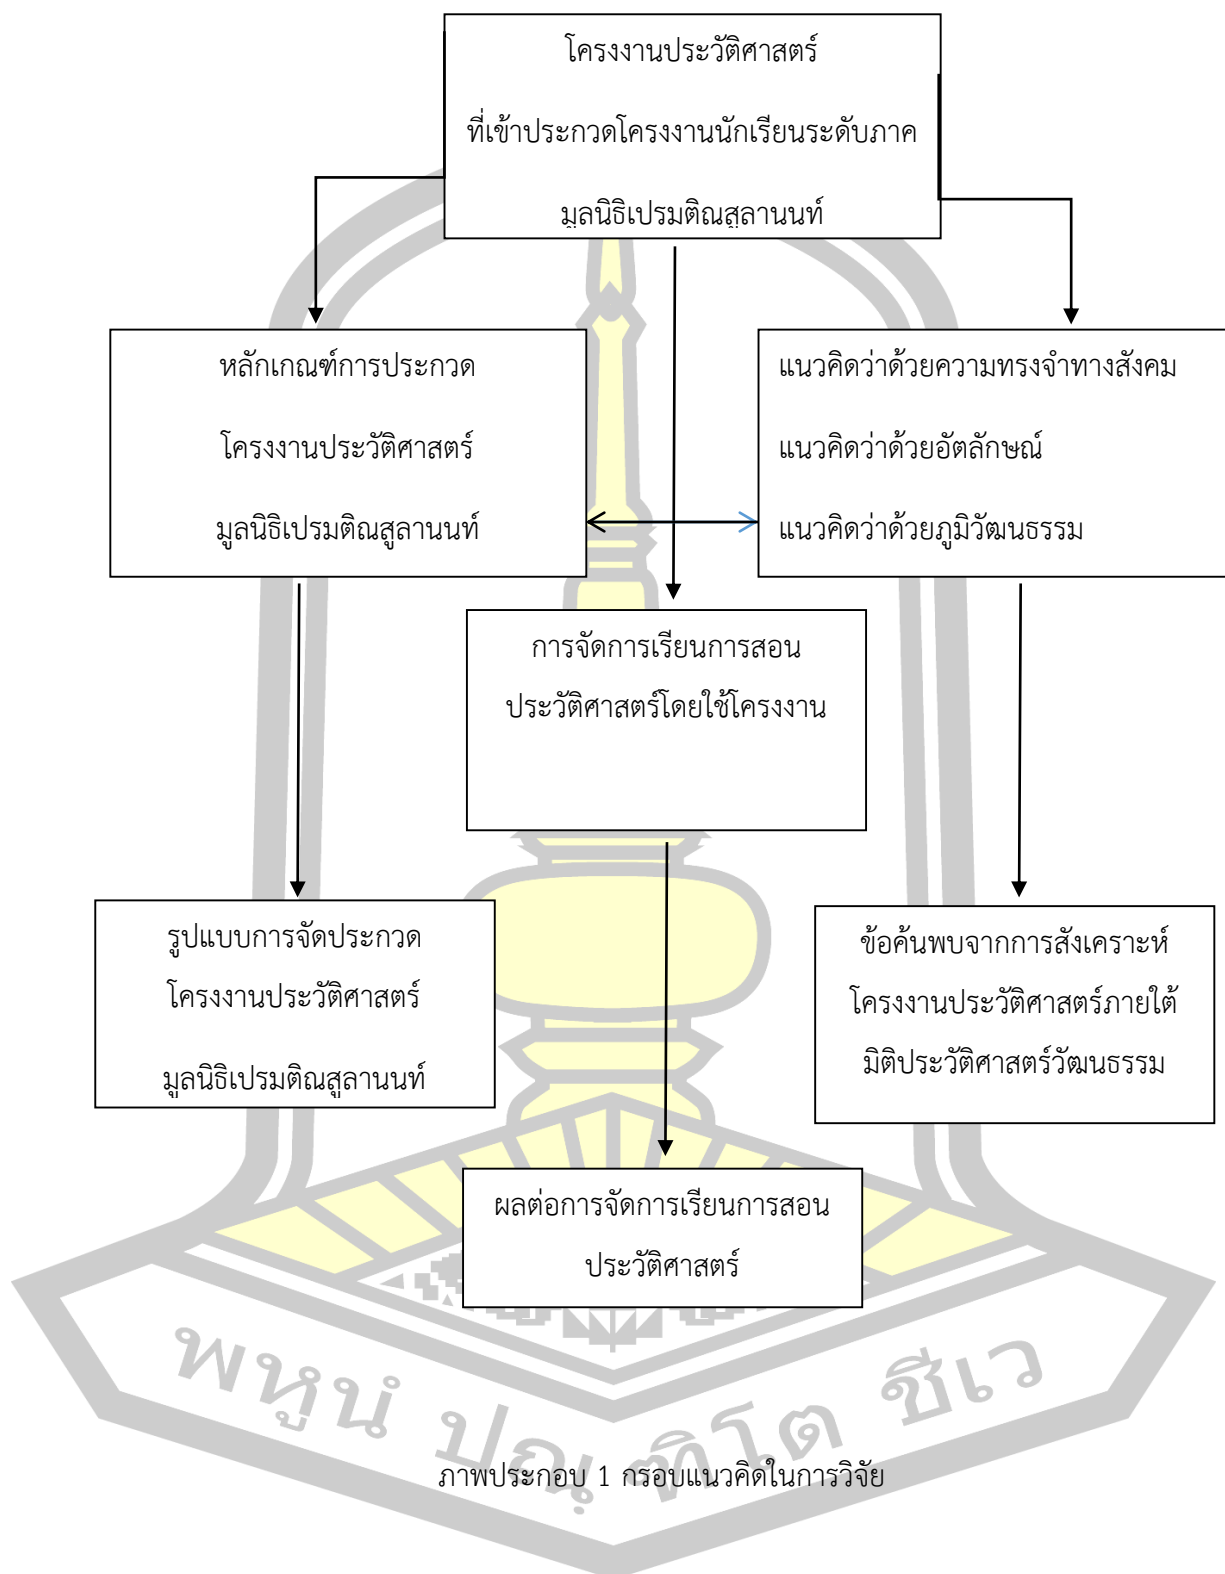 โครงงานประวัติศาสตร์
ที่เข้าประกวดโครงงานนักเรียนระดับภาค
มูลนิธิเปรมติณสูลานนท์
หลักเกณฑ์การประกวด
โครงงานประวัติศาสตร์
มูลนิธิเปรมติณสูลานนท์
แนวคิดว่าด้วยความทรงจำทางสังคม
แนวคิดว่าด้วยอัตลักษณ์
แนวคิดว่าด้วยภูมิวัฒนธรรม
การจัดการเรียนการสอน
ประวัติศาสตร์โดยใช้โครงงาน
รูปแบบการจัดประกวด
โครงงานประวัติศาสตร์
มูลนิธิเปรมติณสูลานนท์
ข้อค้นพบจากการสังเคราะห์
โครงงานประวัติศาสตร์ภายใต้
มิติประวัติศาสตร์วัฒนธรรม
ผลต่อการจัดการเรียนการสอน
ประวัติศาสตร์
พหูนํ ปณฺฑิโต ชีเว
ภาพประกอบ 1 กรอบแนวคิดในการวิจัย